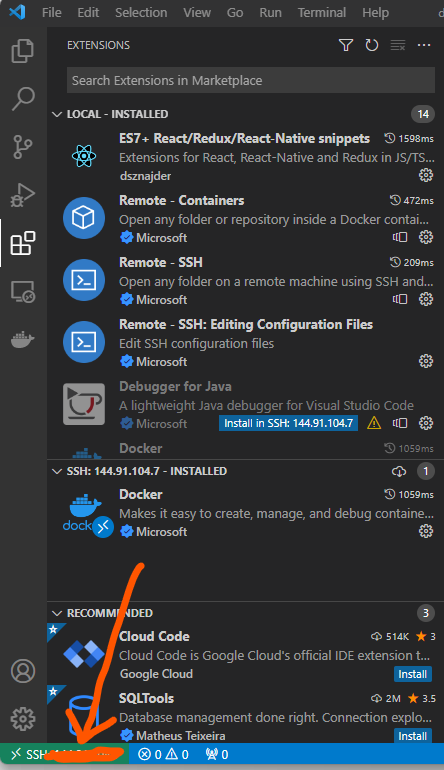 File Edit Selection View Go Run Terminal Help
EXTENSIONS
Search Extensions in Marketplace
LOCAL - INSTALLED 14
ES7+ React/Redux/React-Native snippets 1598ms
Extensions for React, React-Native and Redux in JS/TS...
dsznajder
Remote - Containers 472ms
Open any folder or repository inside a Docker contai...
Microsoft
Remote - SSH 209ms
Open any folder on a remote machine using SSH and...
Microsoft
Remote - SSH: Editing Configuration Files
Edit SSH configuration files
Microsoft
Debugger for Java
A lightweight Java debugger for Visual Studio Code
Microsoft Install in SSH: 144.91.104.7
Docker 1059ms
SSH: 144.91.104.7 - INSTALLED 1
Docker 1059ms
Makes it easy to create, manage, and debug containe...
Microsoft
RECOMMENDED 3
Cloud Code 514K 3
Cloud Code is Google Cloud's official IDE extension t...
Google Cloud Install
SQLTools 2M 3.5
Database management done right. Connection explo...
Matheus Teixeira Install
SSH 0 0 0